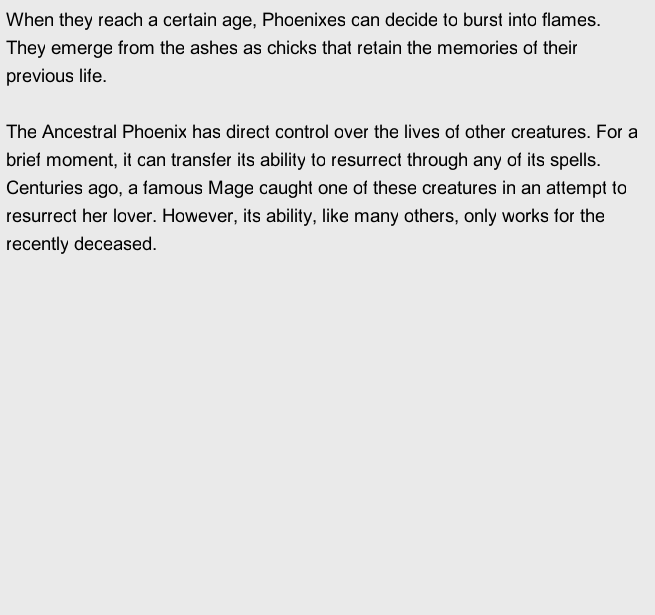 When they reach a certain age, Phoenixes can decide to burst into flames.
They emerge from the ashes as chicks that retain the memories of their
previous life.

The Ancestral Phoenix has direct control over the lives of other creatures. For a
brief moment, it can transfer its ability to resurrect through any of its spells.
Centuries ago, a famous Mage caught one of these creatures in an attempt to
resurrect her lover. However, its ability, like many others, only works for the
recently deceased.